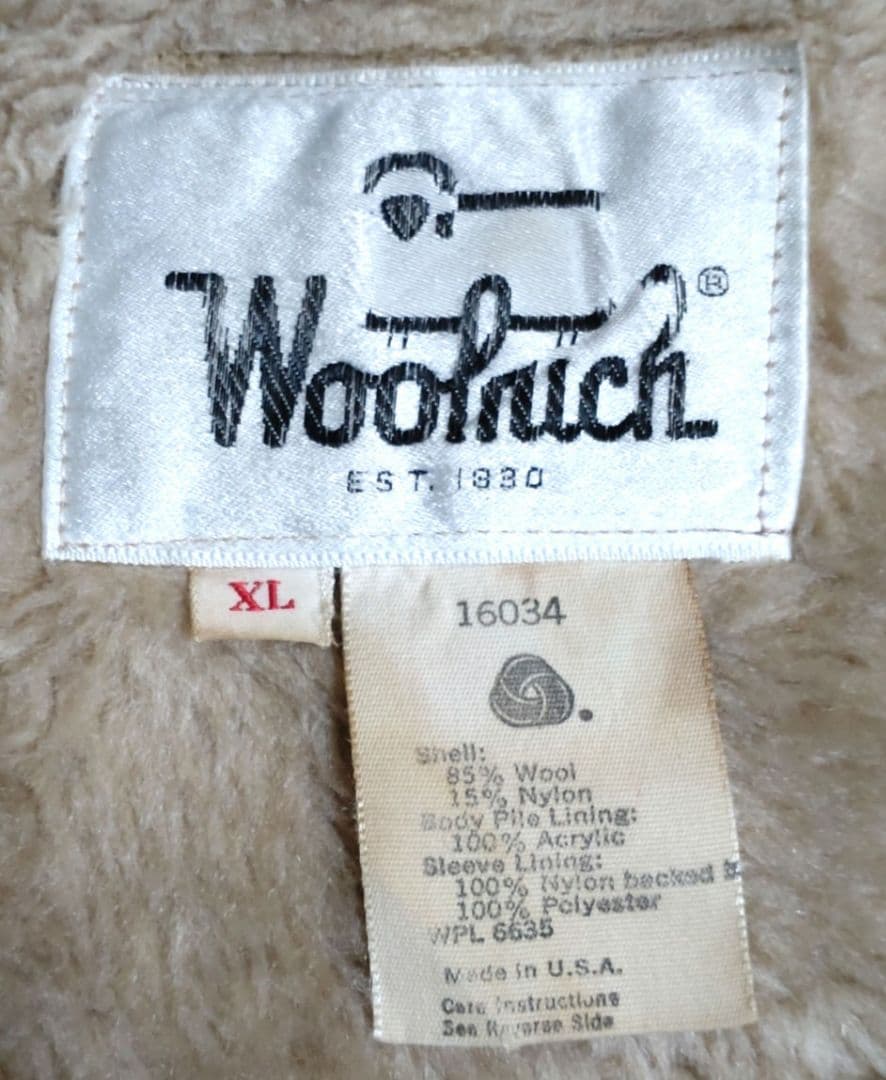 Woolrich®
EST. 1830
XL
16034
Shell:
85% Wool
15% Nylon
Body Pile Lining:
100% Acrylic
Sleeve Lining:
100% Nylon backed
100% Polyester
WPL 6635
Made in U.S.A.
Care Instructions
See Reverse Side